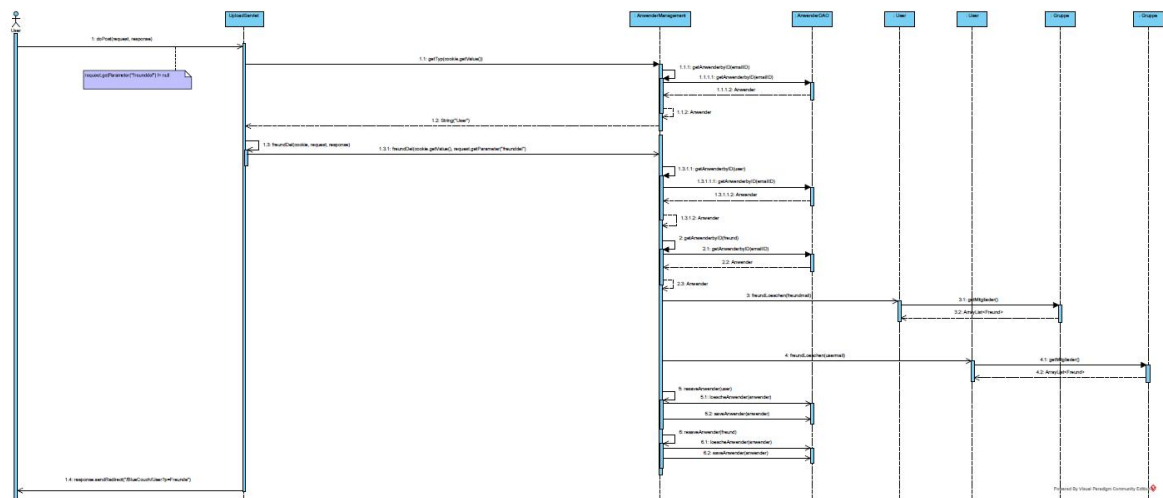 User
UploadServlet
: AnwenderManagement
: AnwenderDAO
: User
: User
: Gruppe
: Gruppe
1: doPost(request, response)
request.getParameter("freunddel") != null
1.1: getTyp(cookie.getValue())
1.1.1: getAnwenderbyID(emailID)
1.1.1.1: getAnwenderbyID(emailID)
1.1.1.2: Anwender
1.1.2: Anwender
1.2: String("User")
1.3: freundDel(cookie, request, response)
1.3.1: freundDel(cookie.getValue(), request.getParameter("freunddel")
1.3.1.1: getAnwenderbyID(user)
1.3.1.1.1: getAnwenderbyID(emailID)
1.3.1.1.2: Anwender
1.3.1.2: Anwender
2: getAnwenderbyID(freund)
2.1: getAnwenderbyID(emailID)
2.2: Anwender
2.3: Anwender
3: freundLoeschen(freundmail)
3.1: getMitglieder()
3.2: ArrayList<Freund>
4: freundLoeschen(usermail)
4.1: getMitglieder()
4.2: ArrayList<Freund>
5: resaveAnwender(user)
5.1: loescheAnwender(anwender)
5.2: saveAnwender(anwender)
6: resaveAnwender(freund)
6.1: loescheAnwender(anwender)
6.2: saveAnwender(anwender)
1.4: response.sendRedirect("/BlueCouch/User?p=Freunde")
Powered By Visual Paradigm Community Edition